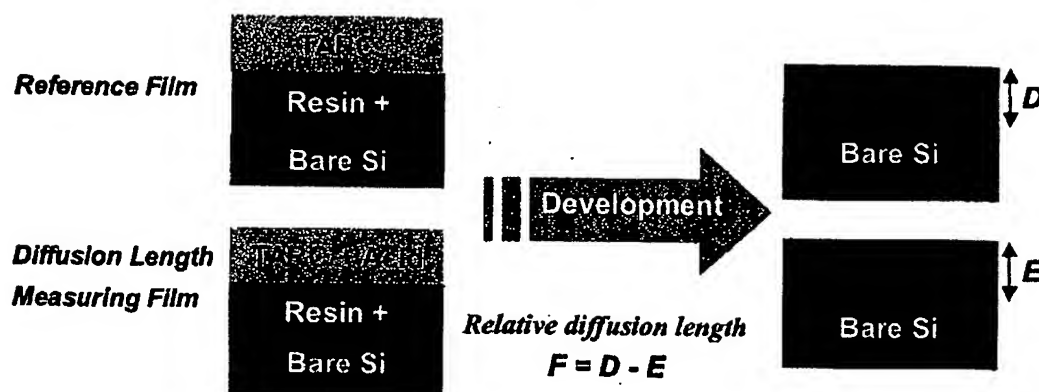 TARC
Reference Film
Resin +
Bare Si
Development
Bare Si
D
Diffusion Length
Measuring Film
TARC + Acid
Resin +
Bare Si
Relative diffusion length
F = D - E
Bare Si
E